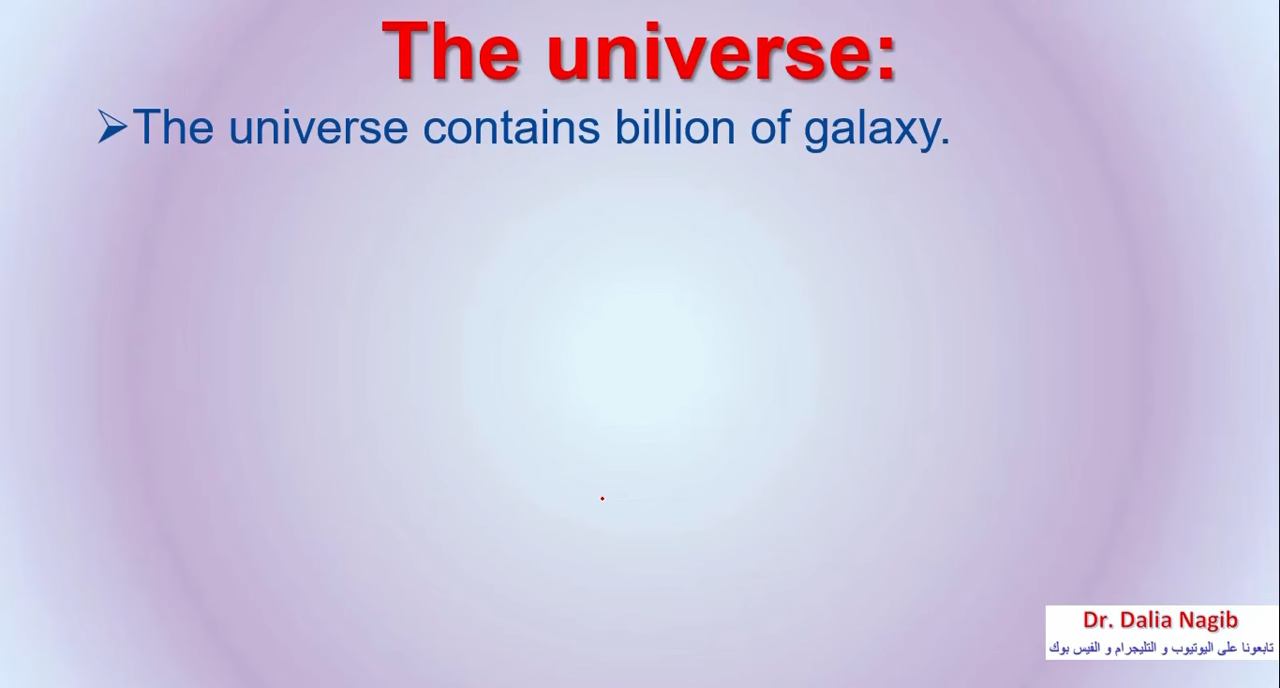 The universe:
➢The universe contains billion of galaxy.
Dr. Dalia Nagib
تابعونا على اليوتيوب و التليجرام و الفيس بوك